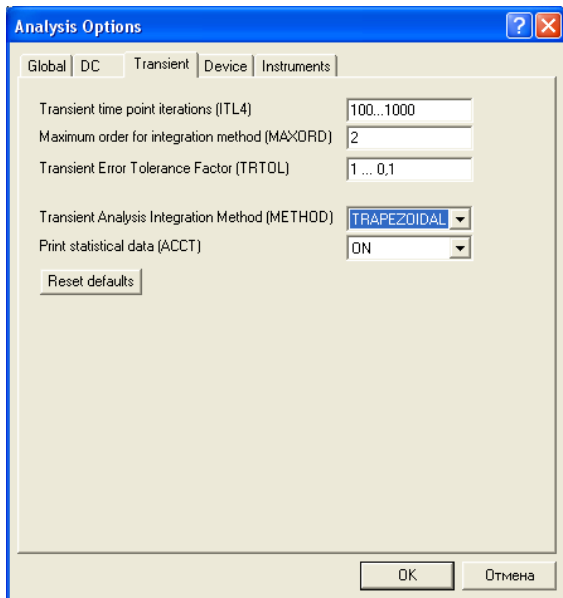 Analysis Options
Global DC Transient Device Instruments
Transient time point iterations (ITL4) 100...1000
Maximum order for integration method (MAXORD) 2
Transient Error Tolerance Factor (TRTOL) 1 ... 0,1
Transient Analysis Integration Method (METHOD) TRAPEZOIDAL
Print statistical data (ACCT) ON
Reset defaults
OK Отмена